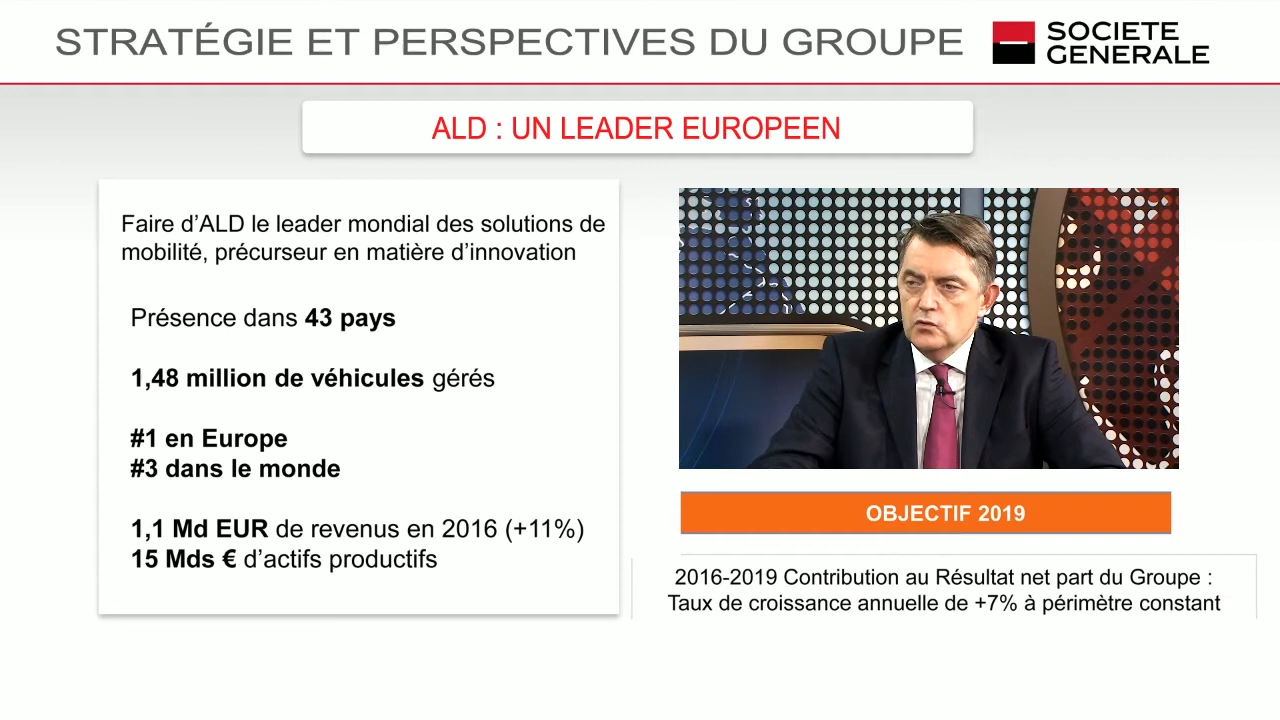 STRATÉGIE ET PERSPECTIVES DU GROUPE
SOCIETE
GENERALE
ALD : UN LEADER EUROPEEN
Faire d’ALD le leader mondial des solutions de
mobilité, précurseur en matière d’innovation
Présence dans 43 pays
1,48 million de véhicules gérés
#1 en Europe
#3 dans le monde
1,1 Md EUR de revenus en 2016 (+11%)
15 Mds € d’actifs productifs
OBJECTIF 2019
2016-2019 Contribution au Résultat net part du Groupe :
Taux de croissance annuelle de +7% à périmètre constant